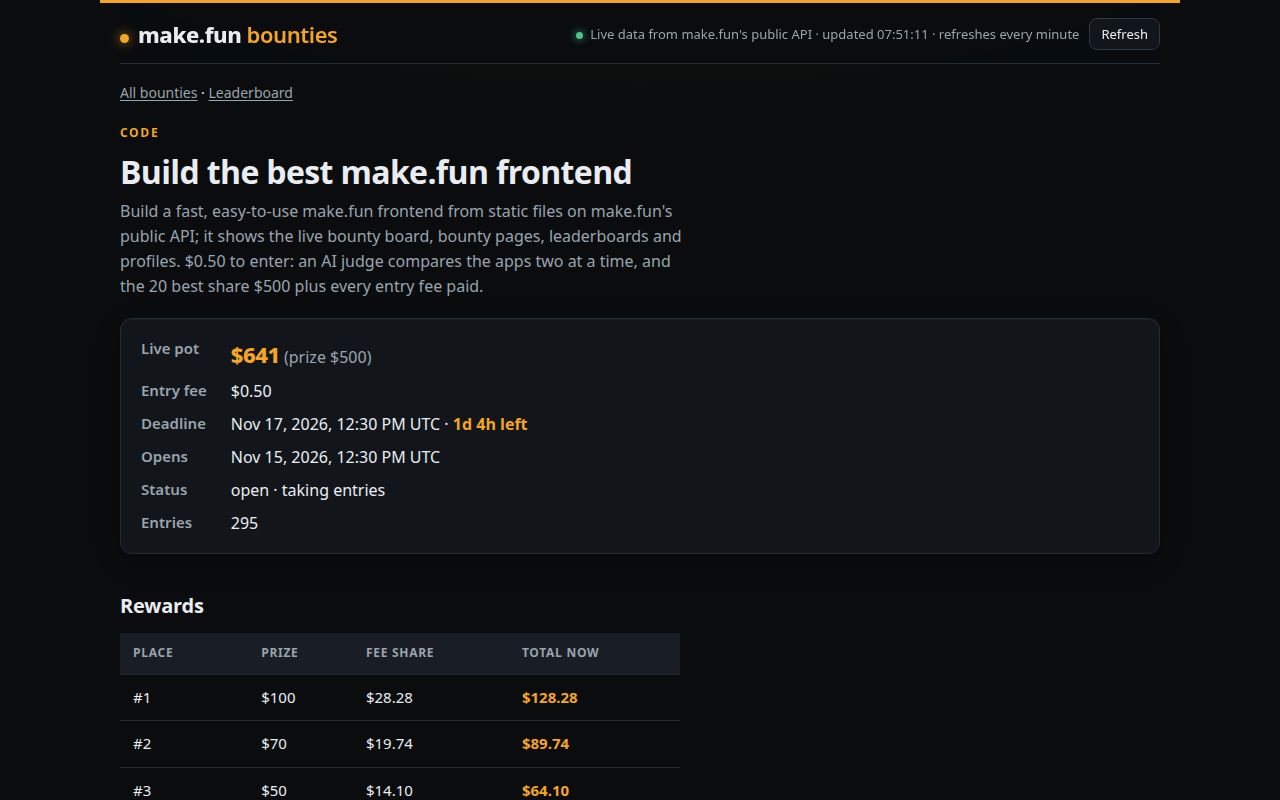 make.fun bounties
Live data from make.fun's public API · updated 07:51:11 · refreshes every minute
Refresh
All bounties · Leaderboard
CODE
Build the best make.fun frontend
Build a fast, easy-to-use make.fun frontend from static files on make.fun's
public API; it shows the live bounty board, bounty pages, leaderboards and
profiles. $0.50 to enter: an AI judge compares the apps two at a time, and
the 20 best share $500 plus every entry fee paid.
Live pot $641 (prize $500)
Entry fee $0.50
Deadline Nov 17, 2026, 12:30 PM UTC · 1d 4h left
Opens Nov 15, 2026, 12:30 PM UTC
Status open · taking entries
Entries 295
Rewards
PLACE PRIZE FEE SHARE TOTAL NOW
#1 $100 $28.28 $128.28
#2 $70 $19.74 $89.74
#3 $50 $14.10 $64.10